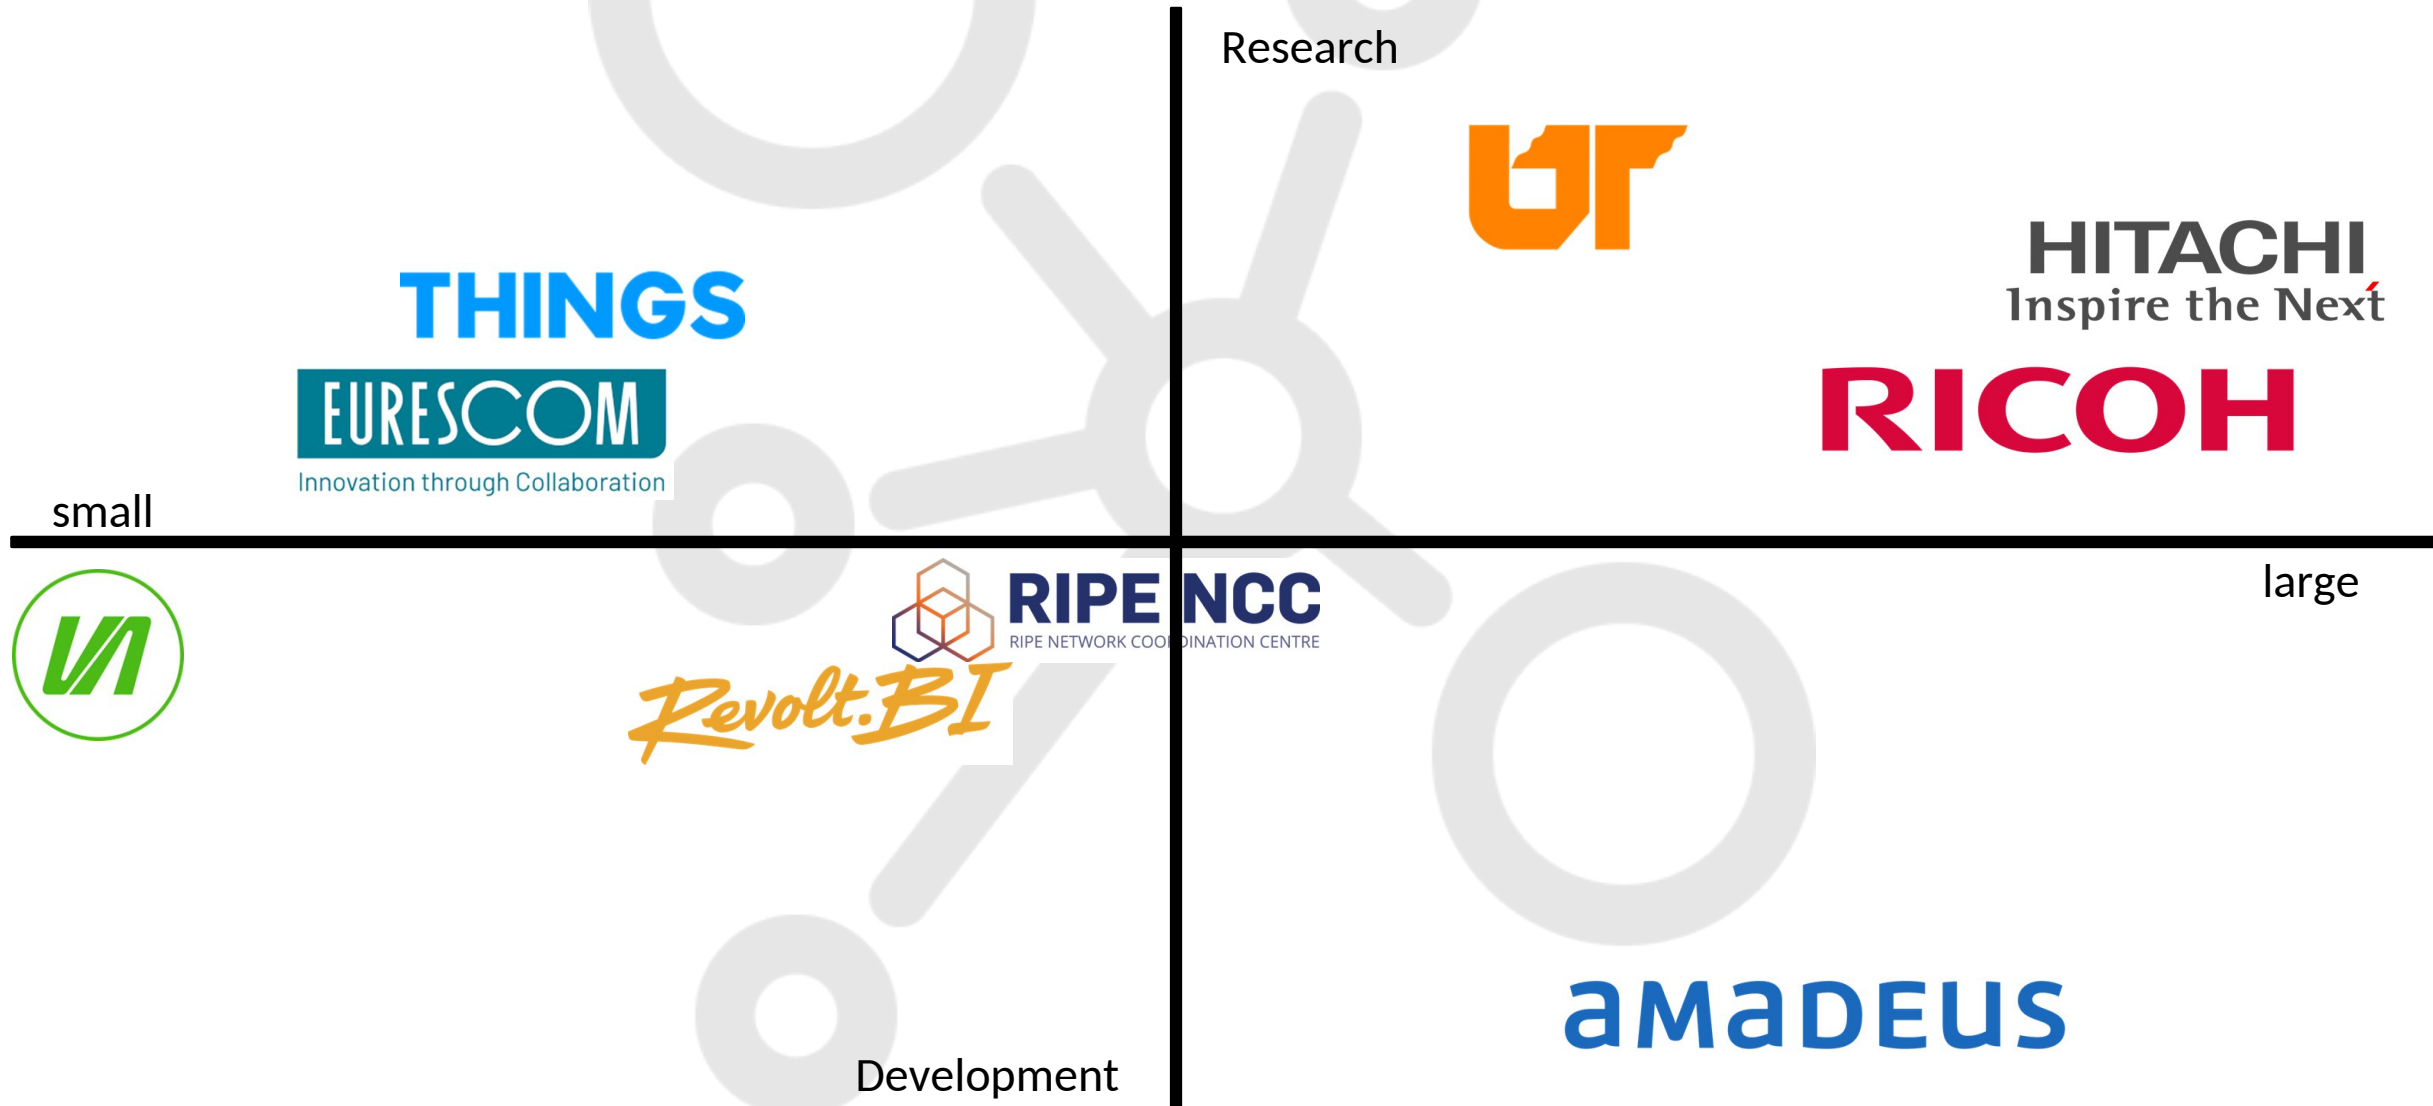 Research
UT
HITACHI
Inspire the Next
THINGS
EURESCOM
Innovation through Collaboration
RICOH
small
large
RIPE NCC
RIPE NETWORK COORDINATION CENTRE
Revolt.BI
amadeus
Development